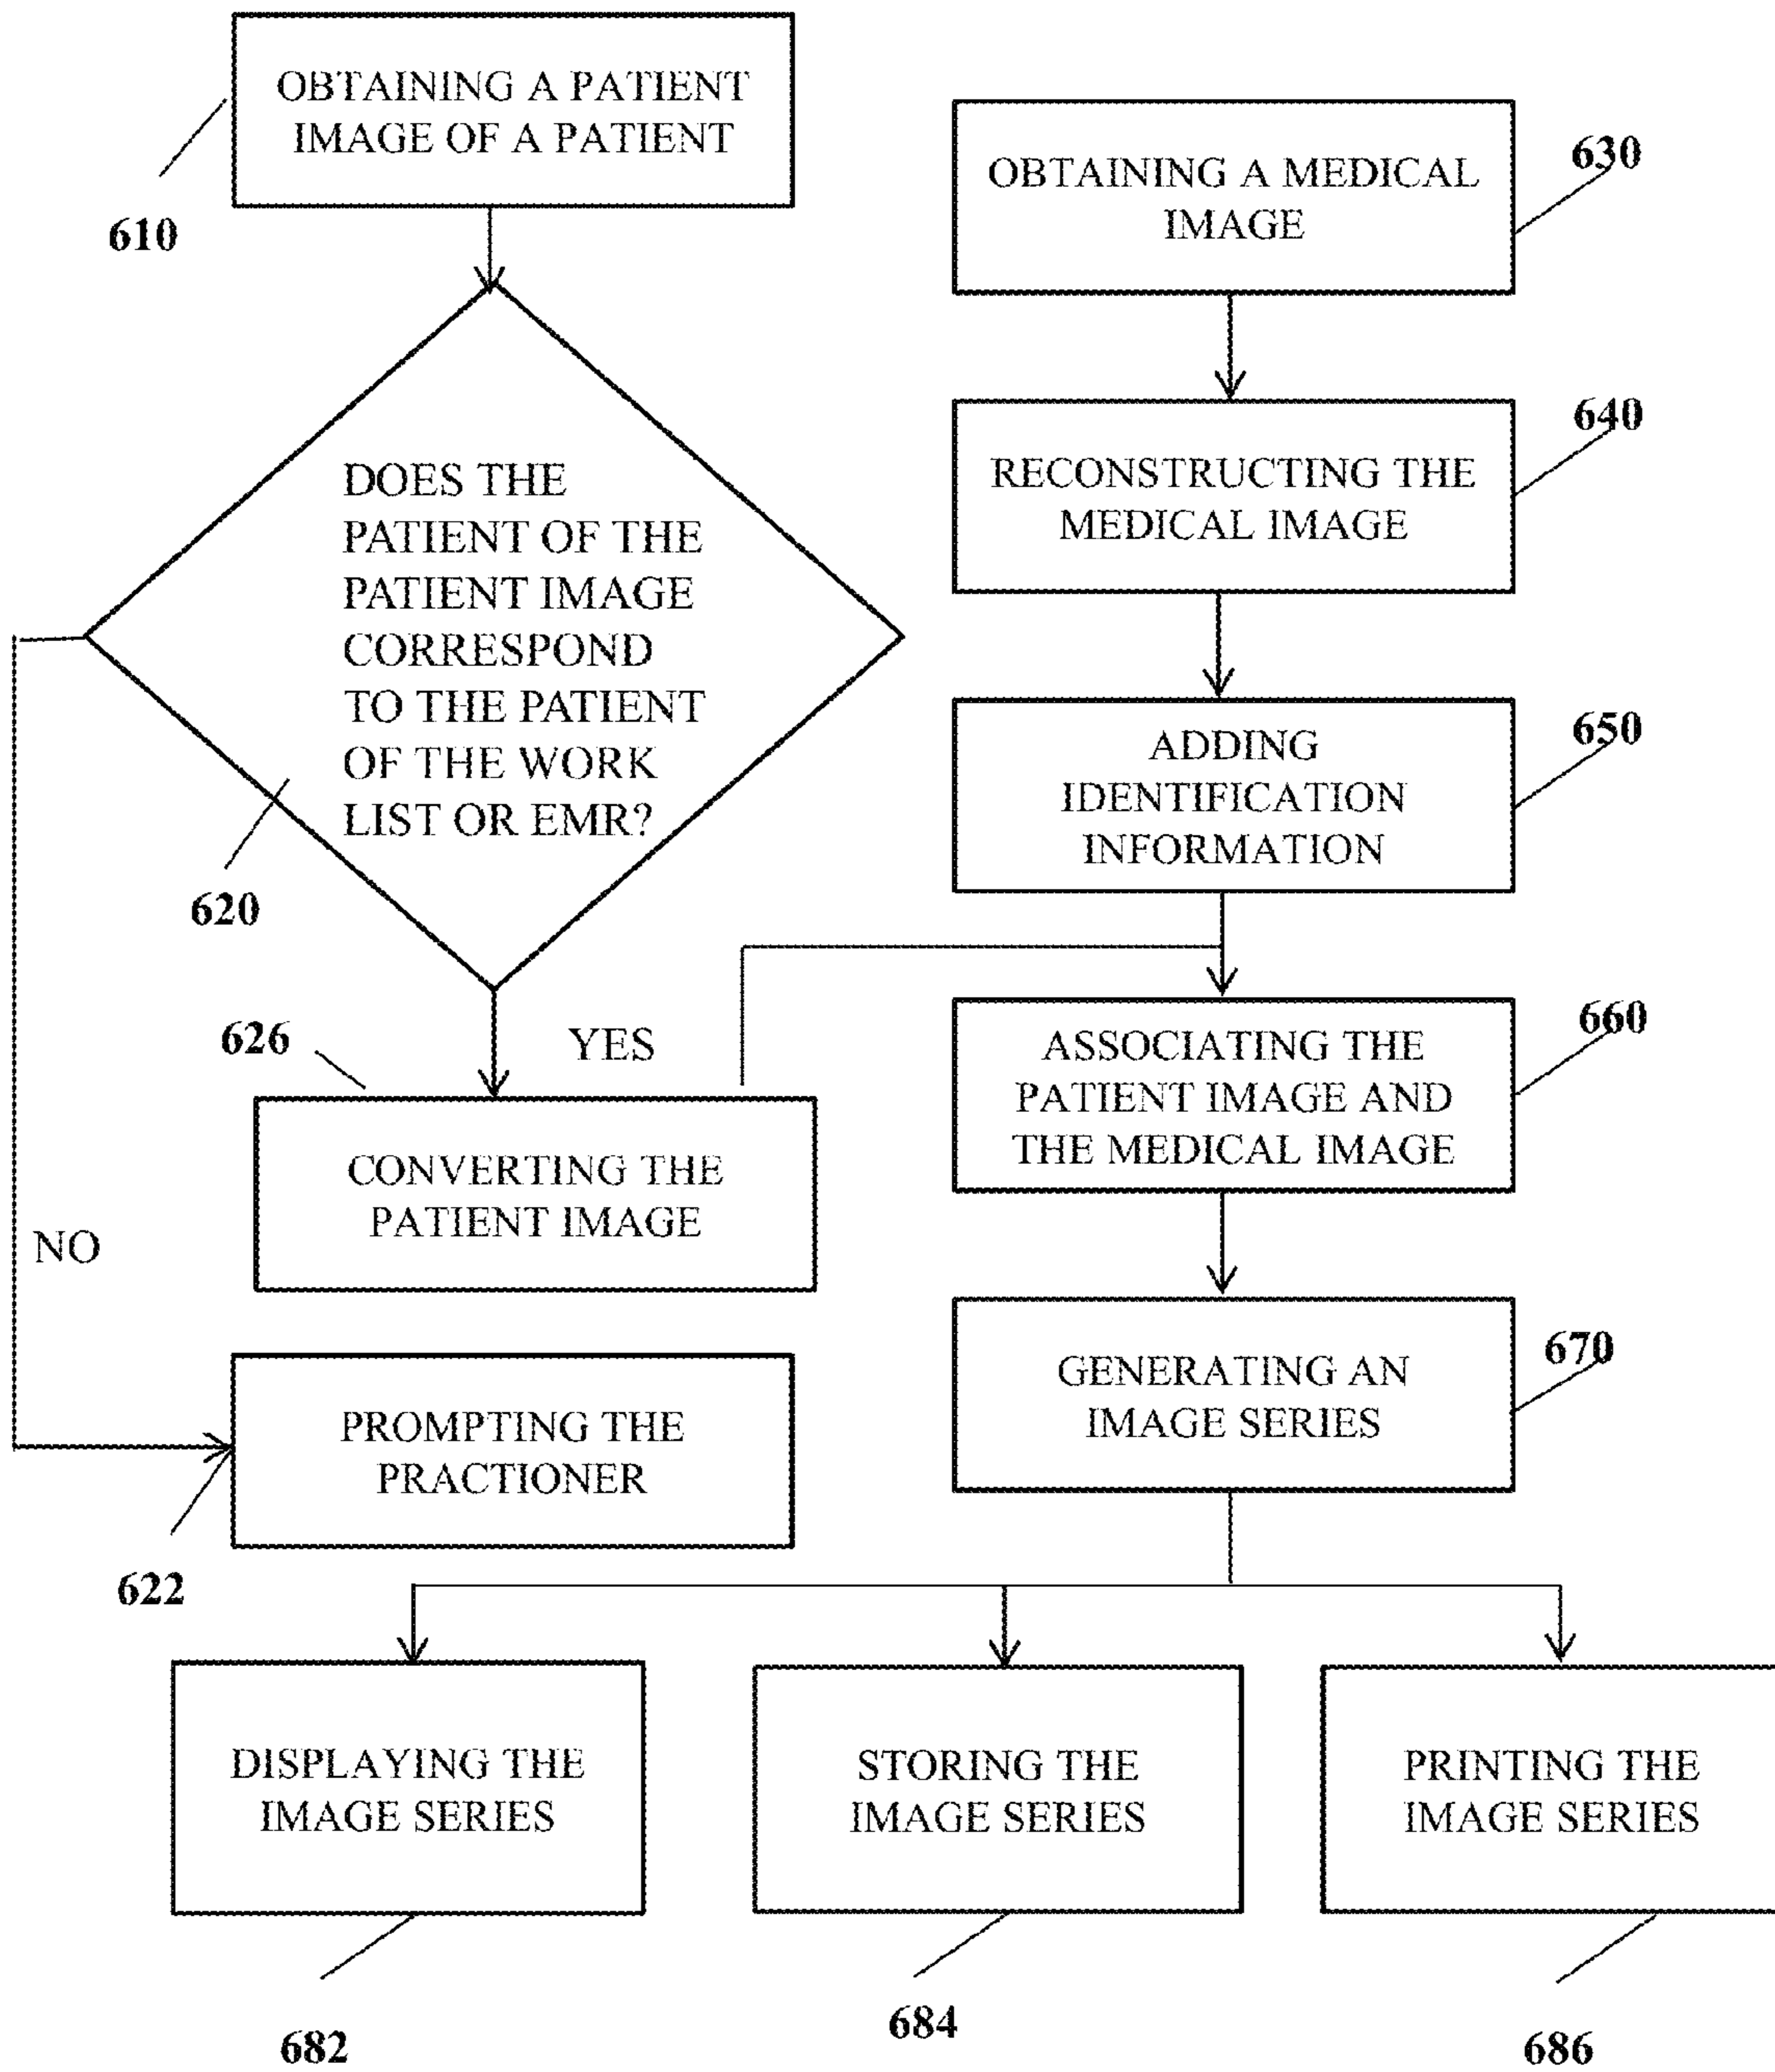 OBTAINING A PATIENT
IMAGE OF A PATIENT
610
DOES THE
PATIENT OF THE
PATIENT IMAGE
CORRESPOND
TO THE PATIENT
OF THE WORK
LIST OR EMR?
620
YES
626
CONVERTING THE
PATIENT IMAGE
NO
PROMPTING THE
PRACTIONER
622
OBTAINING A MEDICAL
IMAGE
630
RECONSTRUCTING THE
MEDICAL IMAGE
640
ADDING
IDENTIFICATION
INFORMATION
650
ASSOCIATING THE
PATIENT IMAGE AND
THE MEDICAL IMAGE
660
GENERATING AN
IMAGE SERIES
670
DISPLAYING THE
IMAGE SERIES
682
STORING THE
IMAGE SERIES
684
PRINTING THE
IMAGE SERIES
686